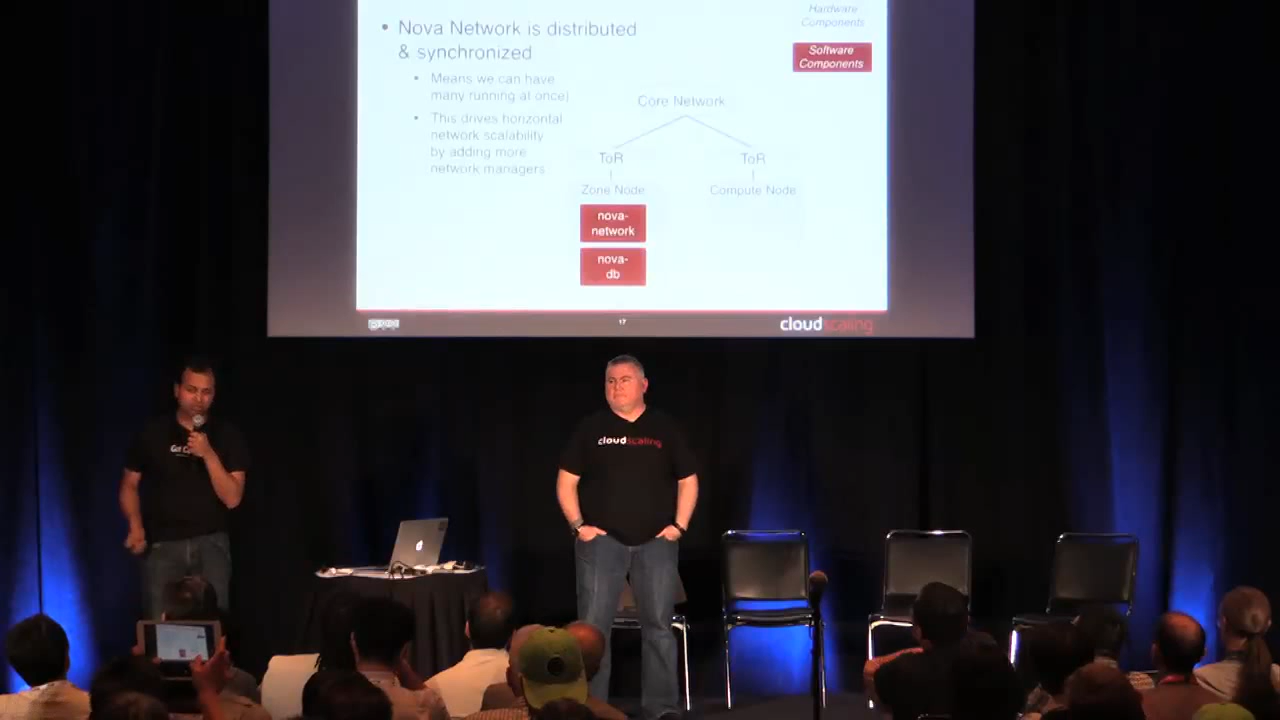 Hardware
Components
• Nova Network is distributed
& synchronized
Software
Components
• Means we can have
many running at once)
• This drives horizontal
network scalability
by adding more
network managers
Core Network
ToR
ToR
Zone Node
Compute Node
nova-
network
nova-
db
17
cloudscaling
cloudscaling